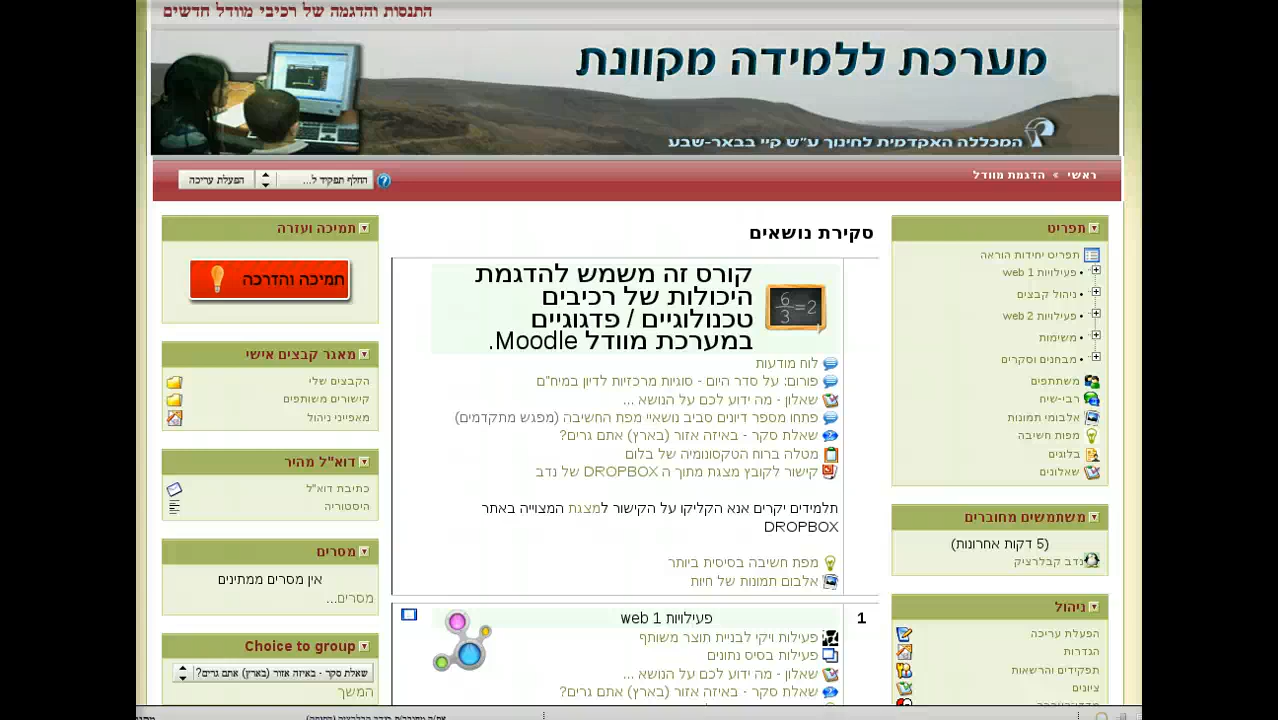 התנסות והדגמה של רכיבי מוודל חדשים
מערכת ללמידה מקוונת
המכללה האקדמית לחינוך ע"ש קיי בבאר-שבע
ראשי » הדגמת מוודל
החלף תפקיד ל...
הפעלת עריכה
תפריט
תפריט יחידות הוראה
פעילויות web 1
ניהול קבצים
פעילויות web 2
משימות
מבחנים וסקרים
משתתפים
רבי-שיח
אלבומי תמונות
מפות חשיבה
בלוגים
שאלונים
משתמשים מחוברים
(5 דקות אחרונות)
נדב קבלרציק
ניהול
הפעלת עריכה
הגדרות
תפקידים והרשאות
ציונים
סקירת נושאים
קורס זה משמש להדגמת
היכולות של רכיבים
טכנולוגיים / פדגוגיים
במערכת מוודל Moodle.
6/3=2
לוח מודעות
פורום: על סדר היום - סוגיות מרכזיות לדיון במיח"ם
שאלון - מה ידוע לכם על הנושא ...
פתחו מספר דיונים סביב נושאיי מפת החשיבה (מפגש מתקדמים)
שאלת סקר - באיזה אזור (בארץ) אתם גרים?
מטלה ברוח הטקסונומיה של בלום
קישור לקובץ מצגת מתוך ה DROPBOX של נדב
תלמידים יקרים אנא הקליקו על הקישור למצגת המצוייה באתר
DROPBOX
מפת חשיבה בסיסית ביותר
אלבום תמונות של חיות
1
פעילויות web 1
פעילות ויקי לבניית תוצר משותף
פעילות בסיס נתונים
שאלון - מה ידוע לכם על הנושא ...
שאלת סקר - באיזה אזור (בארץ) אתם גרים?
תמיכה ועזרה
תמיכה והדרכה
מאגר קבצים אישי
הקבצים שלי
קישורים משותפים
מאפייני ניהול
דוא"ל מהיר
כתיבת דוא"ל
היסטוריה
מסרים
אין מסרים ממתינים
מסרים...
Choice to group
שאלת סקר - באיזה אזור (בארץ) אתם גרים?
המשך